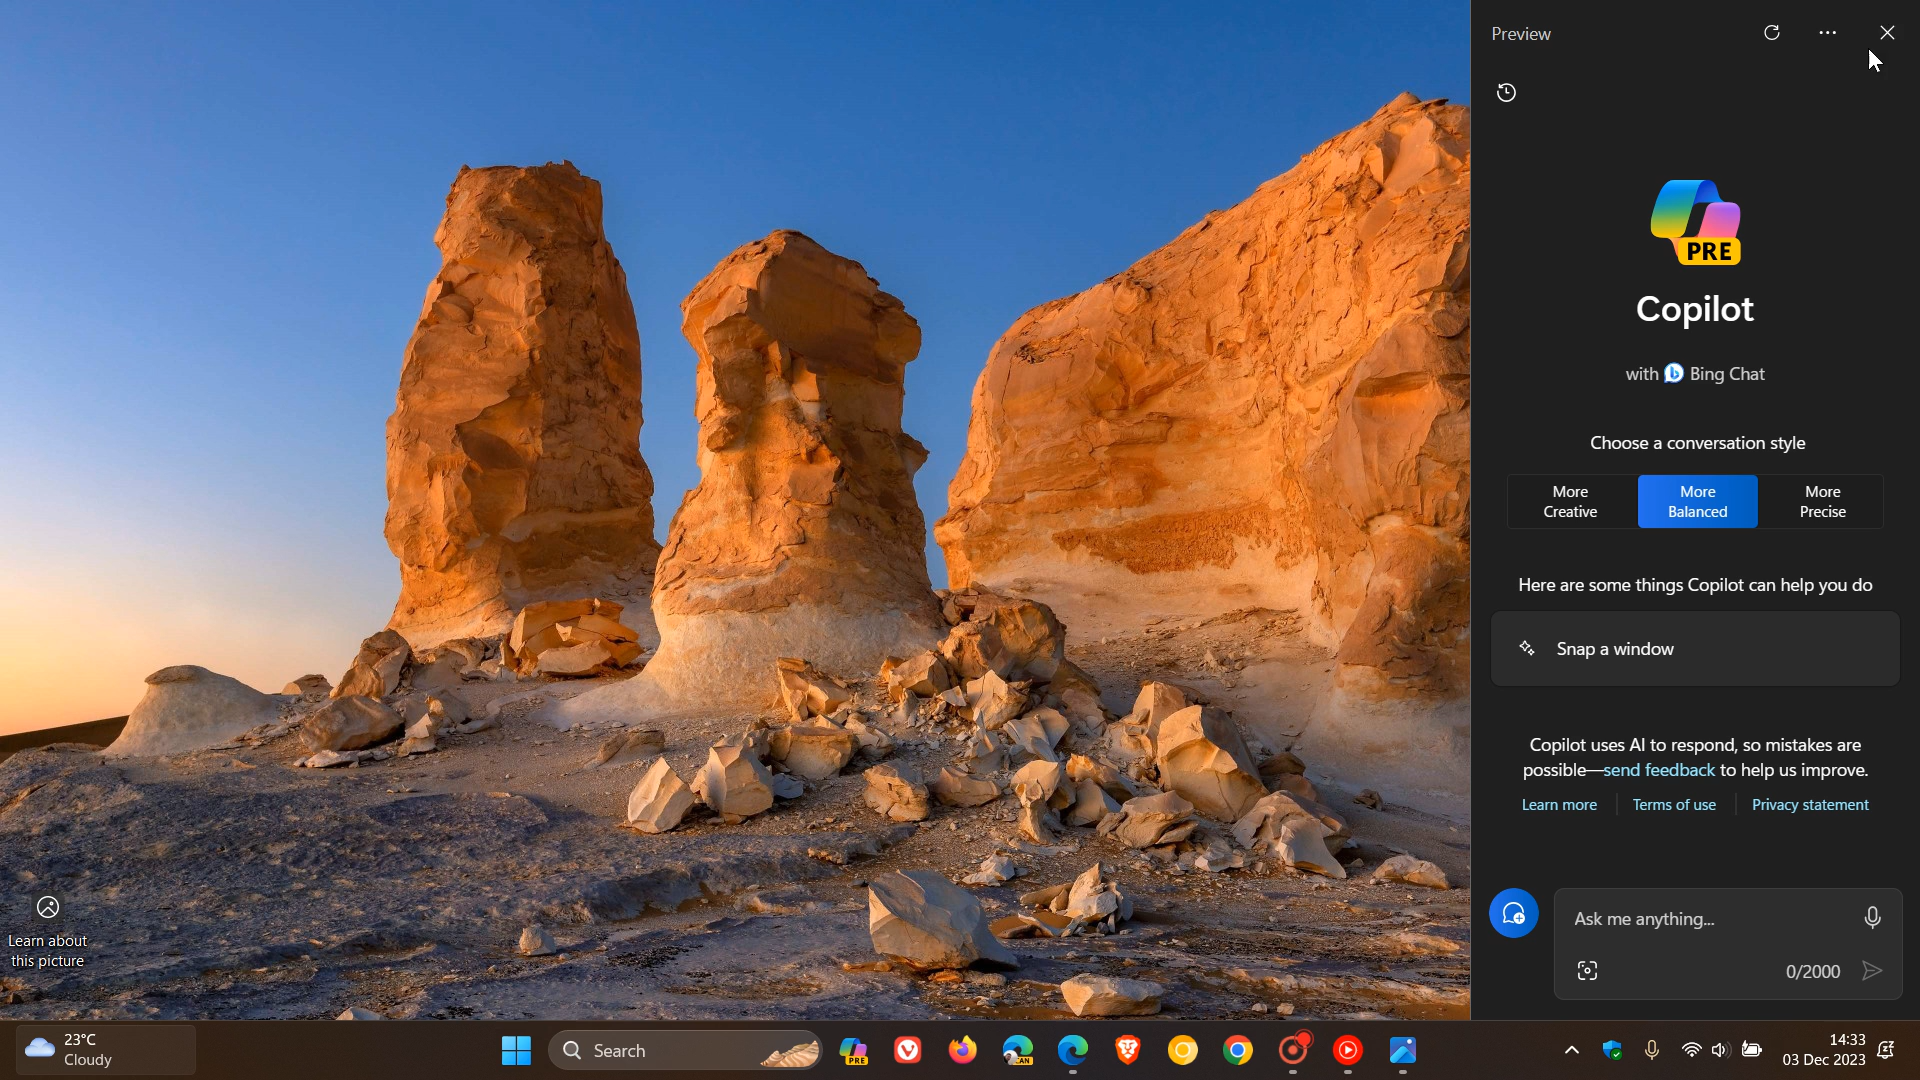 Preview
PRE
Copilot
with Bing Chat
Choose a conversation style
More
Creative
More
Balanced
More
Precise
Here are some things Copilot can help you do
Snap a window
Copilot uses AI to respond, so mistakes are
possible—send feedback to help us improve.
Learn more
Terms of use
Privacy statement
Ask me anything...
0/2000
Learn about
this picture
23°C
Cloudy
Search
PRE
CAN
14:33
03 Dec 2023